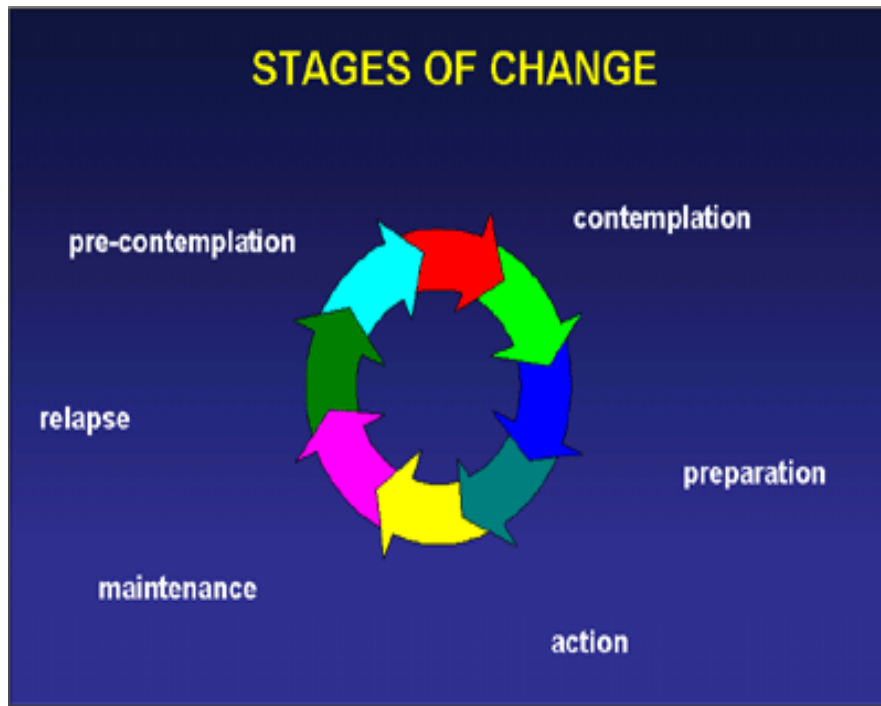 STAGES OF CHANGE
contemplation
pre-contemplation
relapse
preparation
maintenance
action